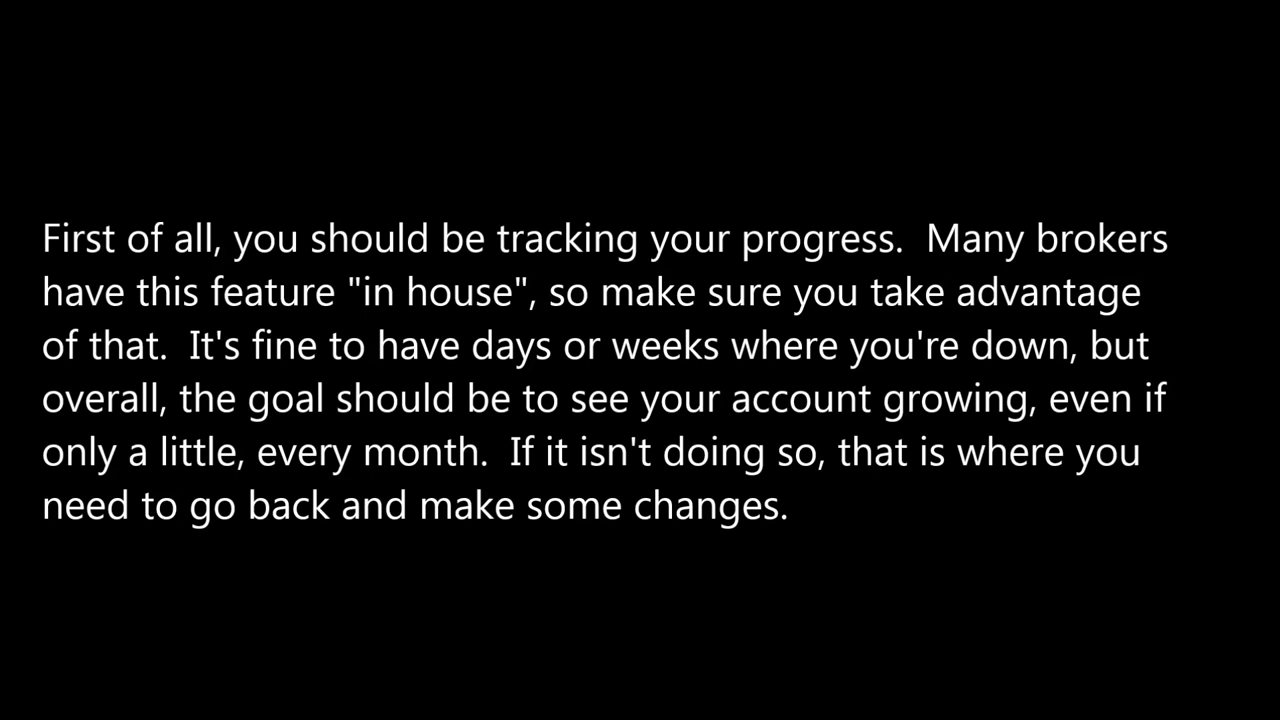 First of all, you should be tracking your progress.  Many brokers
have this feature "in house", so make sure you take advantage
of that.  It's fine to have days or weeks where you're down, but
overall, the goal should be to see your account growing, even if
only a little, every month.  If it isn't doing so, that is where you
need to go back and make some changes.